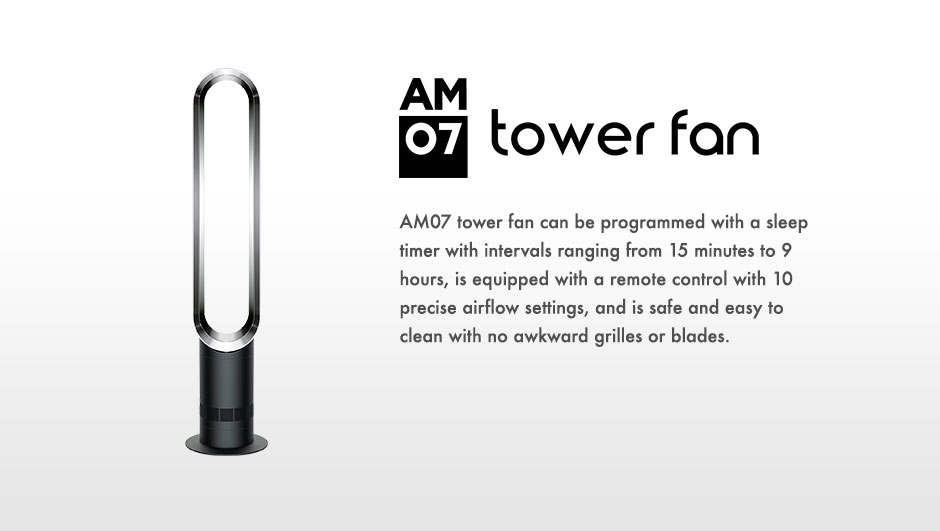 AM
07 tower fan
AM07 tower fan can be programmed with a sleep
timer with intervals ranging from 15 minutes to 9
hours, is equipped with a remote control with 10
precise airflow settings, and is safe and easy to
clean with no awkward grilles or blades.